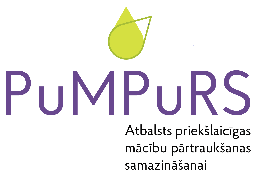 PuMPuRS
Atbalsts priekšlaicīgas
mācību pārtraukšanas
samazināšanai